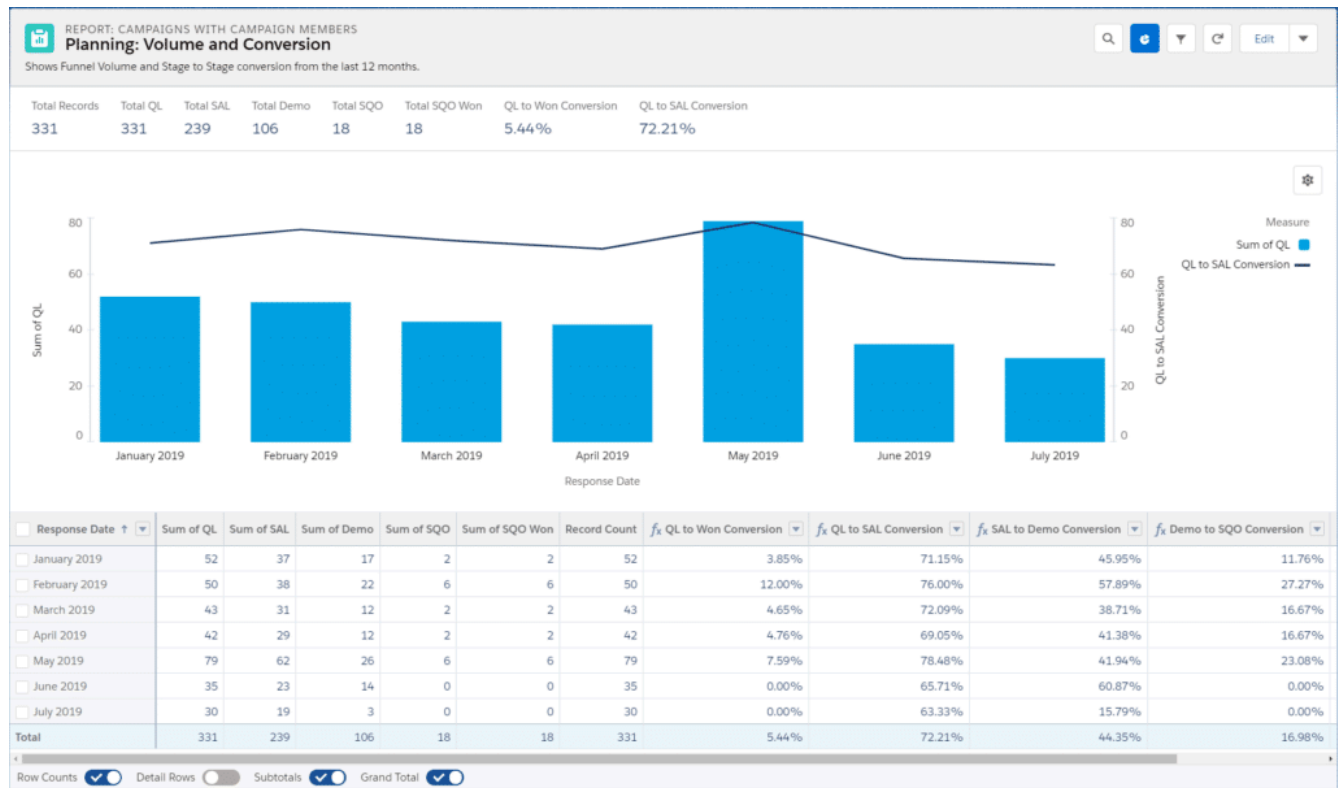 REPORT: CAMPAIGNS WITH CAMPAIGN MEMBERS
Planning: Volume and Conversion
Edit
Shows Funnel Volume and Stage to Stage conversion from the last 12 months.
Total Records Total QL Total SAL Total Demo Total SQO Total SQO Won QL to Won Conversion QL to SAL Conversion
331 331 239 106 18 18 5.44% 72.21%
80 80 Measure
Sum of QL
QL to SAL Conversion
60 60
Sum of QL
QL to SAL Conversion
40 40
20 20
0 0
January 2019 February 2019 March 2019 April 2019 May 2019 June 2019 July 2019
Response Date
Response Date ↑ Sum of QL Sum of SAL Sum of Demo Sum of SQO Sum of SQO Won Record Count fx QL to Won Conversion fx QL to SAL Conversion fx SAL to Demo Conversion fx Demo to SQO Conversion
January 2019 52 37 17 2 2 52 3.85% 71.15% 45.95% 11.76%
February 2019 50 38 22 6 6 50 12.00% 76.00% 57.89% 27.27%
March 2019 43 31 12 2 2 43 4.65% 72.09% 38.71% 16.67%
April 2019 42 29 12 2 2 42 4.76% 69.05% 41.38% 16.67%
May 2019 79 62 26 6 6 79 7.59% 78.48% 41.94% 23.08%
June 2019 35 23 14 0 0 35 0.00% 65.71% 60.87% 0.00%
July 2019 30 19 3 0 0 30 0.00% 63.33% 15.79% 0.00%
Total 331 239 106 18 18 331 5.44% 72.21% 44.35% 16.98%
Row Counts Detail Rows Subtotals Grand Total